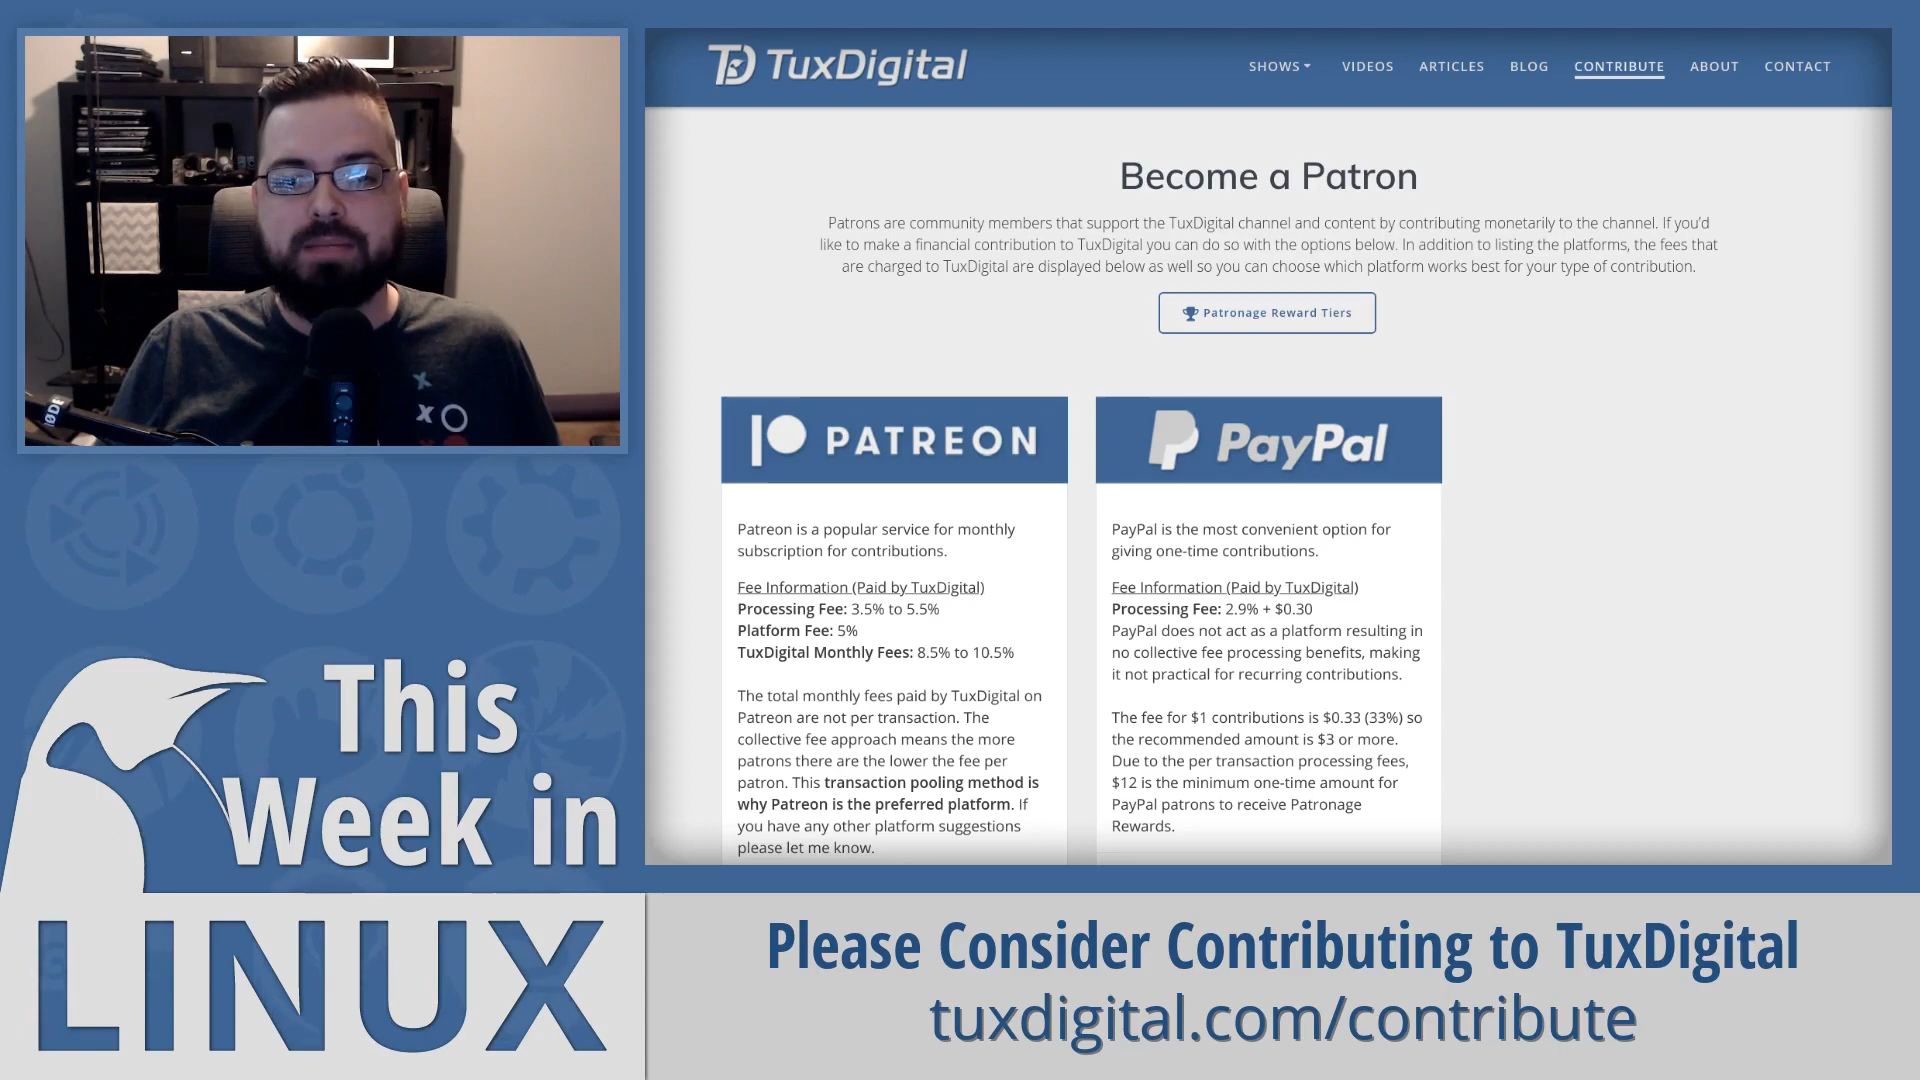 RØDE
X
X O
This
Week in
LINUX
TuxDigital
SHOWS VIDEOS ARTICLES BLOG CONTRIBUTE ABOUT CONTACT
Become a Patron
Patrons are community members that support the TuxDigital channel and content by contributing monetarily to the channel. If you'd
like to make a financial contribution to TuxDigital you can do so with the options below. In addition to listing the platforms, the fees that
are charged to TuxDigital are displayed below as well so you can choose which platform works best for your type of contribution.
Patronage Reward Tiers
PATREON
Patreon is a popular service for monthly
subscription for contributions.
Fee Information (Paid by TuxDigital)
Processing Fee: 3.5% to 5.5%
Platform Fee: 5%
TuxDigital Monthly Fees: 8.5% to 10.5%
The total monthly fees paid by TuxDigital on
Patreon are not per transaction. The
collective fee approach means the more
patrons there are the lower the fee per
patron. This transaction pooling method is
why Patreon is the preferred platform. If
you have any other platform suggestions
please let me know.
PayPal
PayPal is the most convenient option for
giving one-time contributions.
Fee Information (Paid by TuxDigital)
Processing Fee: 2.9% + $0.30
PayPal does not act as a platform resulting in
no collective fee processing benefits, making
it not practical for recurring contributions.
The fee for $1 contributions is $0.33 (33%) so
the recommended amount is $3 or more.
Due to the per transaction processing fees,
$12 is the minimum one-time amount for
PayPal patrons to receive Patronage
Rewards.
Please Consider Contributing to TuxDigital
tuxdigital.com/contribute